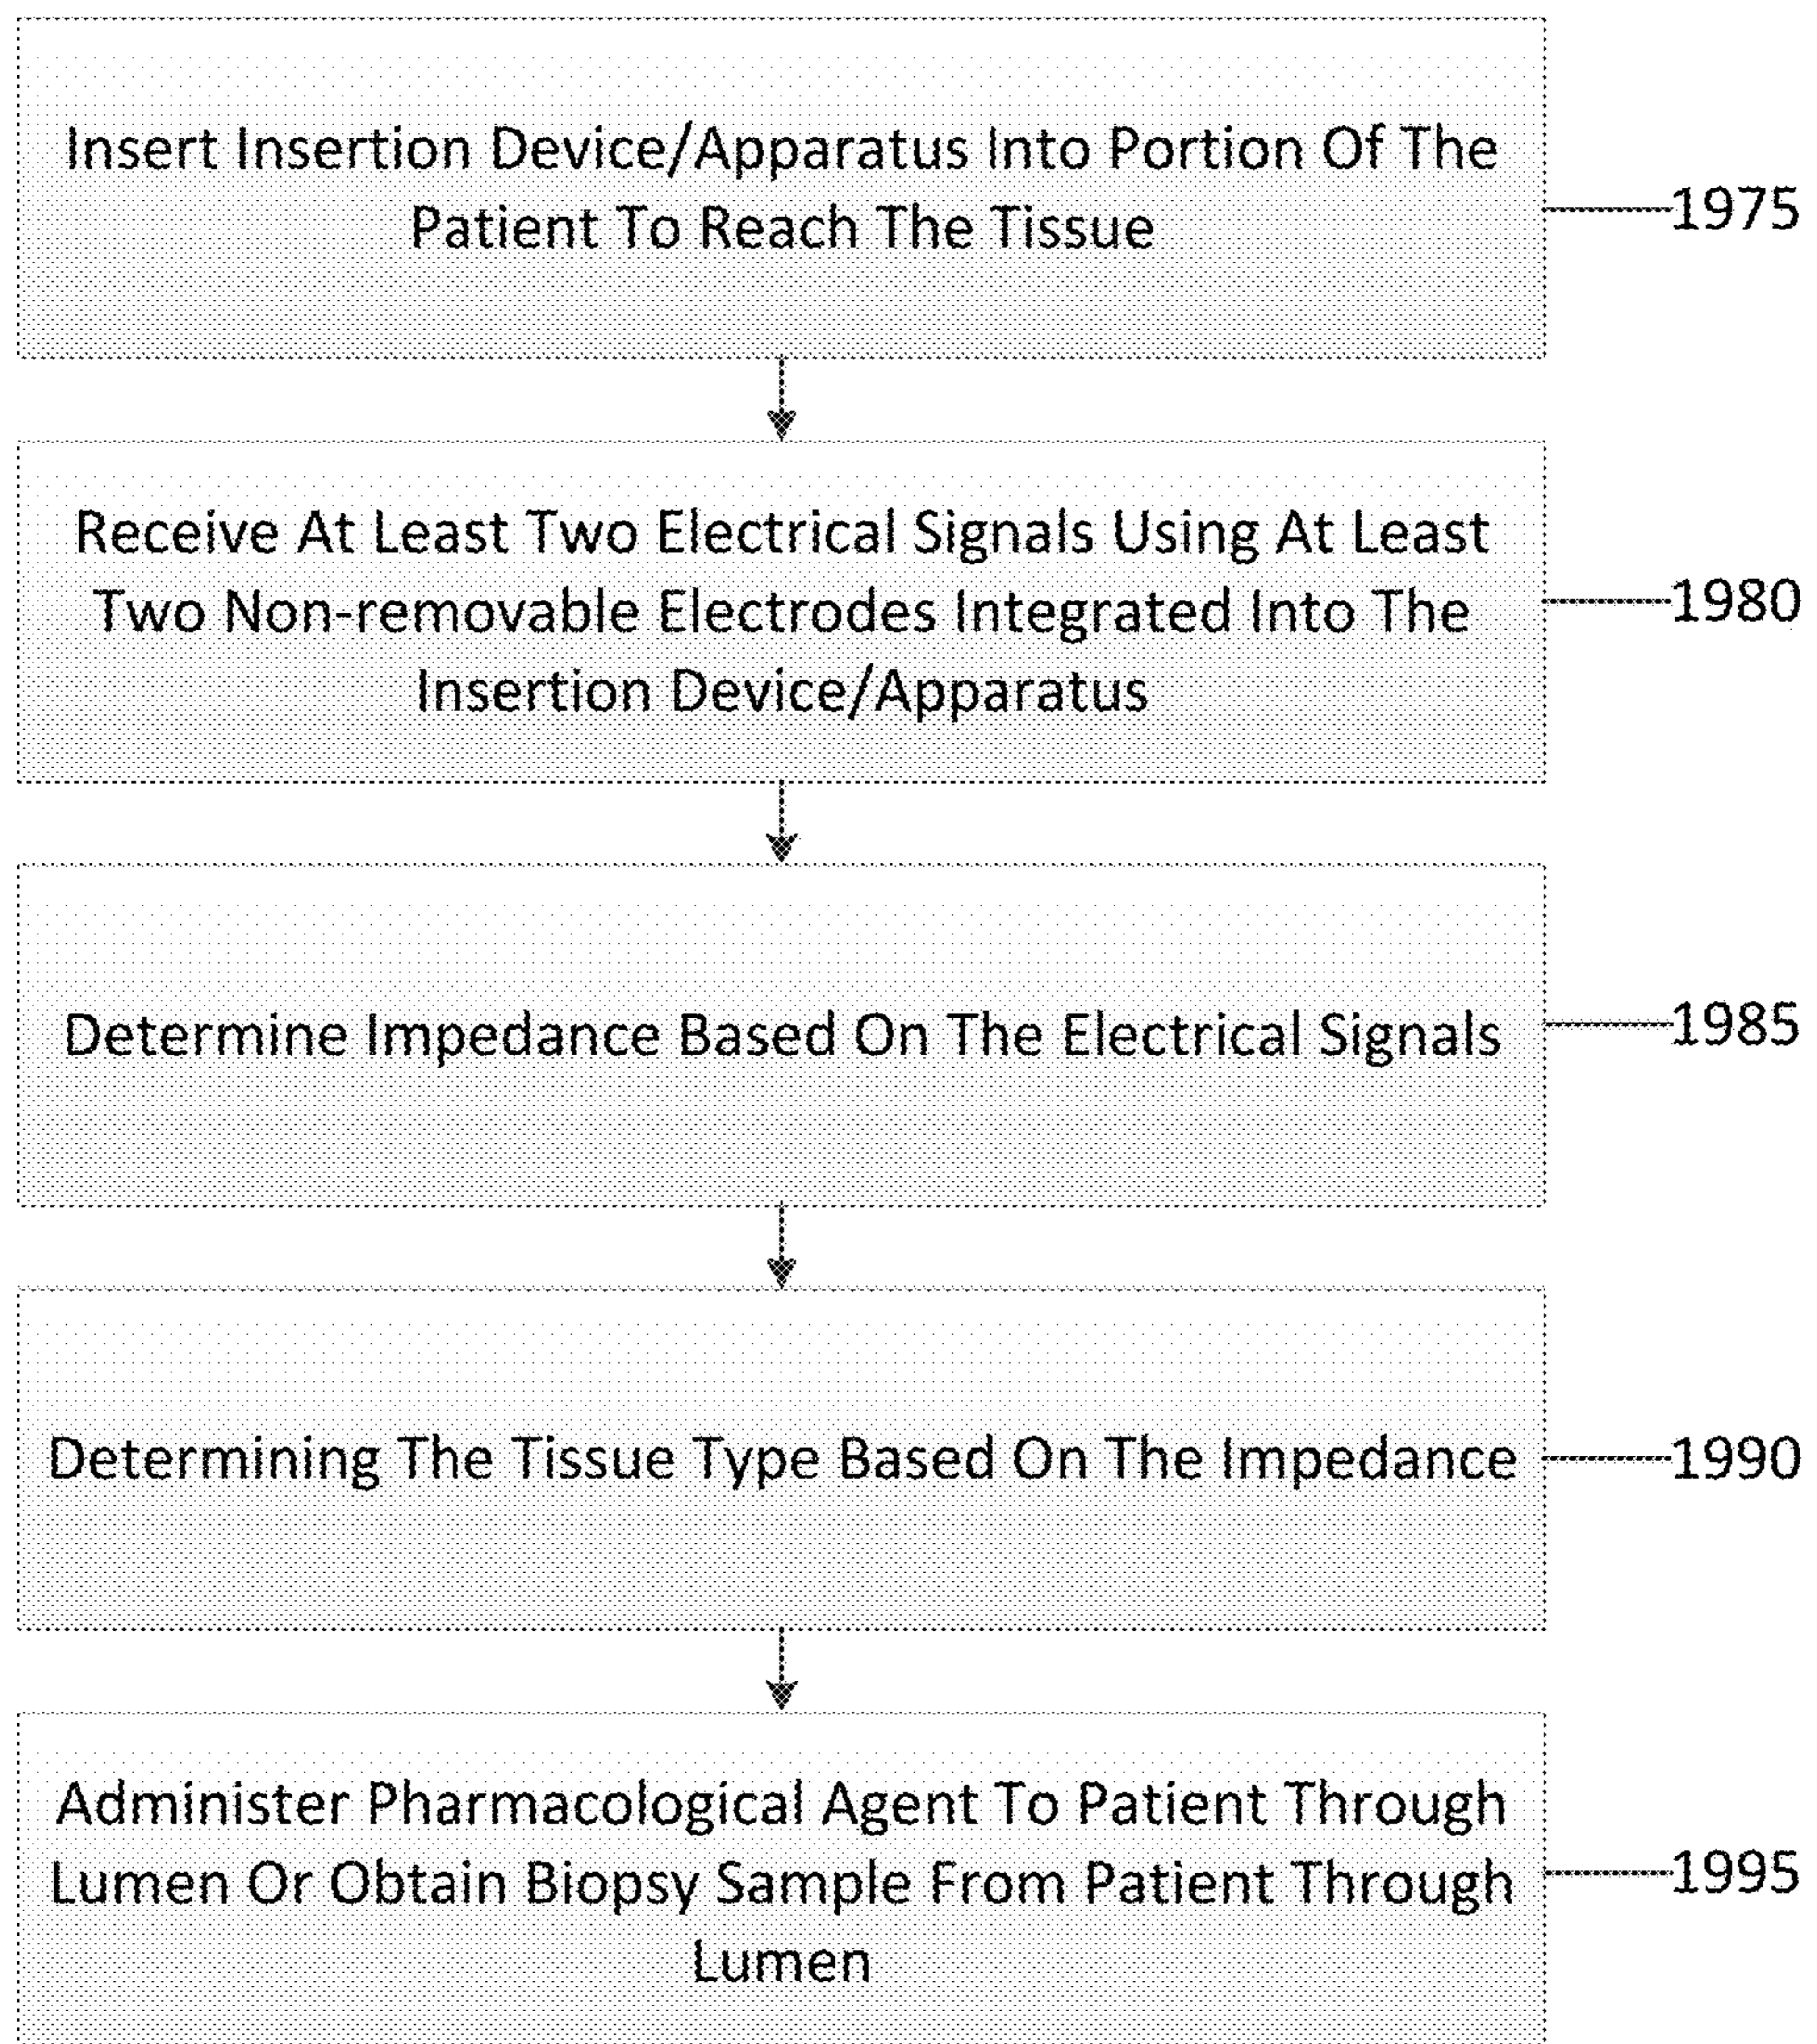 Insert Insertion Device/Apparatus Into Portion Of The
Patient To Reach The Tissue
1975
Receive At Least Two Electrical Signals Using At Least
Two Non-removable Electrodes Integrated Into The
Insertion Device/Apparatus
1980
Determine Impedance Based On The Electrical Signals
1985
Determining The Tissue Type Based On The Impedance
1990
Administer Pharmacological Agent To Patient Through
Lumen Or Obtain Biopsy Sample From Patient Through
Lumen
1995